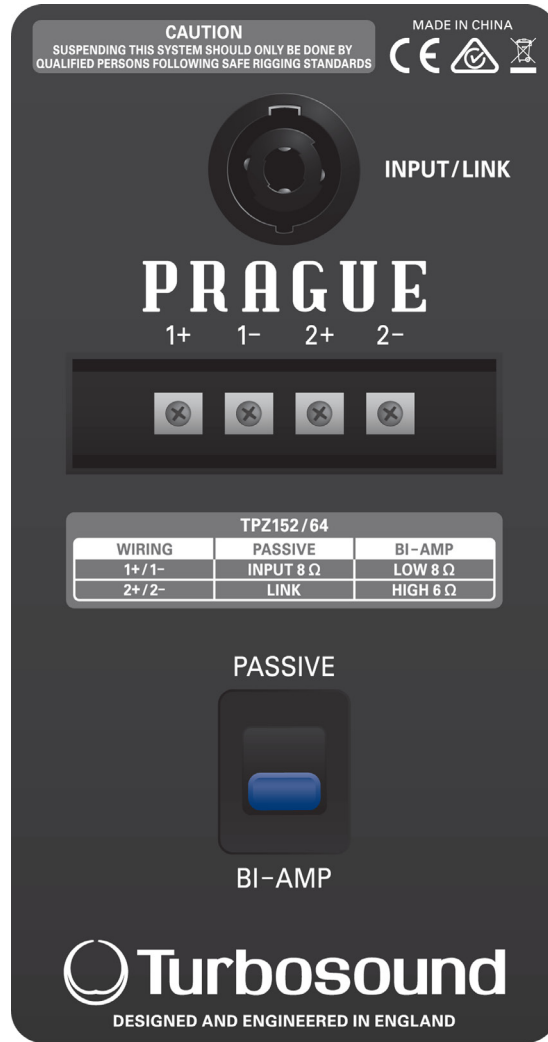 CAUTION
SUSPENDING THIS SYSTEM SHOULD ONLY BE DONE BY
QUALIFIED PERSONS FOLLOWING SAFE RIGGING STANDARDS
MADE IN CHINA
CE
INPUT/LINK
PRAGUE
1+ 1- 2+ 2-
TPZ152/64
WIRING PASSIVE BI-AMP
1+/1- INPUT 8 Ω LOW 8 Ω
2+/2- LINK HIGH 6 Ω
PASSIVE
BI-AMP
Turbosound
DESIGNED AND ENGINEERED IN ENGLAND